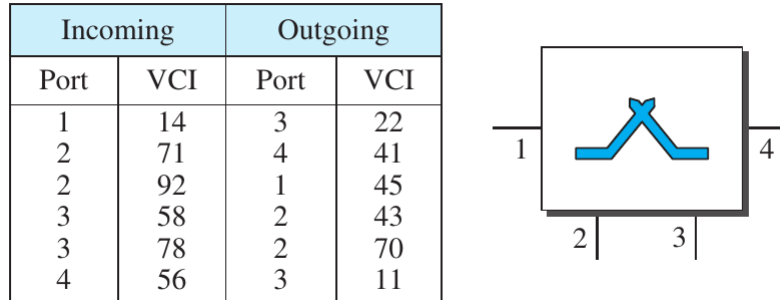 Incoming Outgoing
Port VCI Port VCI
1 14 3 22
2 71 4 41
2 92 1 45
3 58 2 43
3 78 2 70
4 56 3 11
1 4
2 3